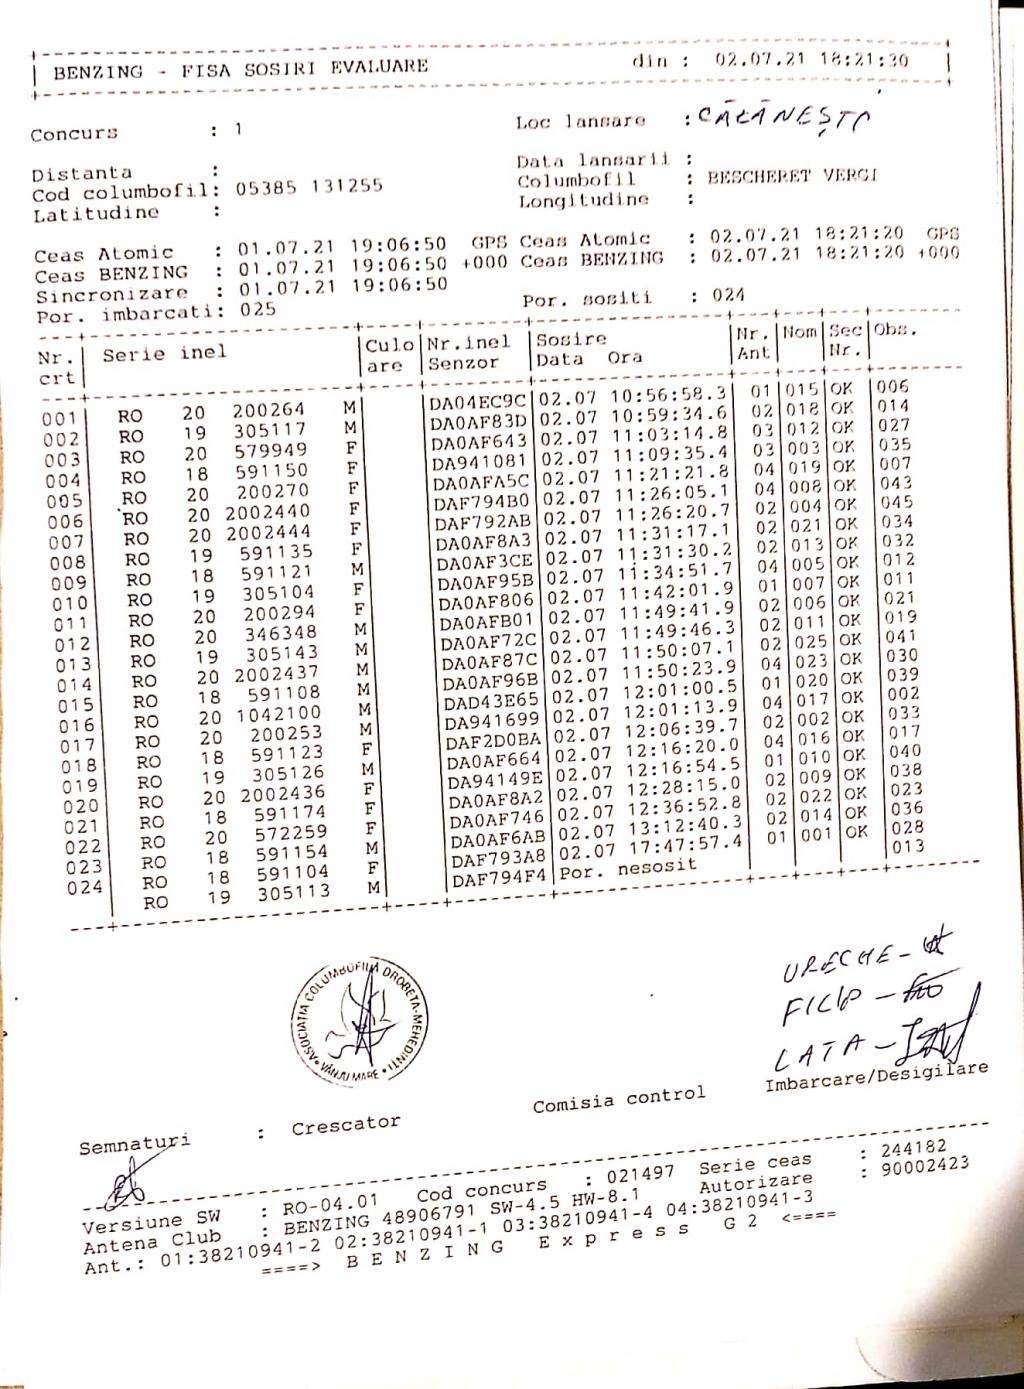 BENZING - FISA SOSIRI EVALUARE din : 02.07.21 18:21:30
Concurs : 1 Loc lansare : CĂLĂNEȘTI
Distanta : Data lansarii :
Cod columbofil: 05385 131255 Columbofil : BESCHERET VERGI
Latitudine : Longitudine :
Ceas Atomic : 01.07.21 19:06:50 GPS Ceas Atomic : 02.07.21 18:21:20 GPS
Ceas BENZING : 01.07.21 19:06:50 +000 Ceas BENZING : 02.07.21 18:21:20 +000
Sincronizare : 01.07.21 19:06:50
Por. imbarcati: 025 Por. sositi : 024
Nr. Serie inel Culo Nr.inel Sosire Nr. Nom Sec Obs.
crt are Senzor Data Ora Ant Nr.
001 RO 20 200264 M DA04EC9C 02.07 10:56:58.3 01 015 OK 006
002 RO 19 305117 M DA0AF83D 02.07 10:59:34.6 02 018 OK 014
003 RO 20 579949 F DA0AF643 02.07 11:03:14.8 03 012 OK 027
004 RO 18 591150 F DA941081 02.07 11:09:35.4 03 003 OK 035
005 RO 20 200270 F DA0AFA5C 02.07 11:21:21.8 04 019 OK 007
006 RO 20 2002440 F DAF794B0 02.07 11:26:05.1 04 008 OK 043
007 RO 20 2002444 F DAF792AB 02.07 11:26:20.7 02 004 OK 045
008 RO 19 591135 F DA0AF8A3 02.07 11:31:17.1 02 021 OK 034
009 RO 18 591121 M DA0AF3CE 02.07 11:31:30.2 02 013 OK 032
010 RO 19 305104 F DA0AF95B 02.07 11:34:51.7 04 005 OK 012
011 RO 20 200294 F DA0AF806 02.07 11:42:01.9 01 007 OK 011
012 RO 20 346348 M DA0AFB01 02.07 11:49:41.9 02 006 OK 021
013 RO 19 305143 M DA0AF72C 02.07 11:49:46.3 02 011 OK 019
014 RO 20 2002437 M DA0AF87C 02.07 11:50:07.1 02 025 OK 041
015 RO 18 591108 M DA0AF96B 02.07 11:50:23.9 04 023 OK 030
016 RO 20 1042100 M DAD43E65 02.07 12:01:00.5 01 020 OK 039
017 RO 20 200253 M DA941699 02.07 12:01:13.9 04 017 OK 002
018 RO 18 591123 F DAF2D0BA 02.07 12:06:39.7 02 002 OK 033
019 RO 19 305126 M DA0AF664 02.07 12:16:20.0 04 016 OK 017
020 RO 20 2002436 F DA94149E 02.07 12:16:54.5 01 010 OK 040
021 RO 18 591174 F DA0AF8A2 02.07 12:28:15.0 02 009 OK 038
022 RO 20 572259 F DA0AF746 02.07 12:36:52.8 02 022 OK 023
023 RO 18 591154 M DA0AF6AB 02.07 13:12:40.3 02 014 OK 036
024 RO 18 591104 F DAF793A8 02.07 17:47:57.4 01 001 OK 028
RO 19 305113 M DAF794F4 Por. nesosit 013
ASOCIATIA COLUMBOFILA DROBETA-MEHEDINTI
VÂNJU MARE
URECHE -
FILIP -
LATA -
Semnaturi : Crescator Comisia control Imbarcare/Desigilare
Versiune SW : RO-04.01 Cod concurs : 021497 Serie ceas : 244182
Antena Club : BENZING 48906791 SW-4.5 HW-8.1 Autorizare : 90002423
Ant.: 01:38210941-2 02:38210941-1 03:38210941-4 04:38210941-3
====> B E N Z I N G E x p r e s s G 2 <====